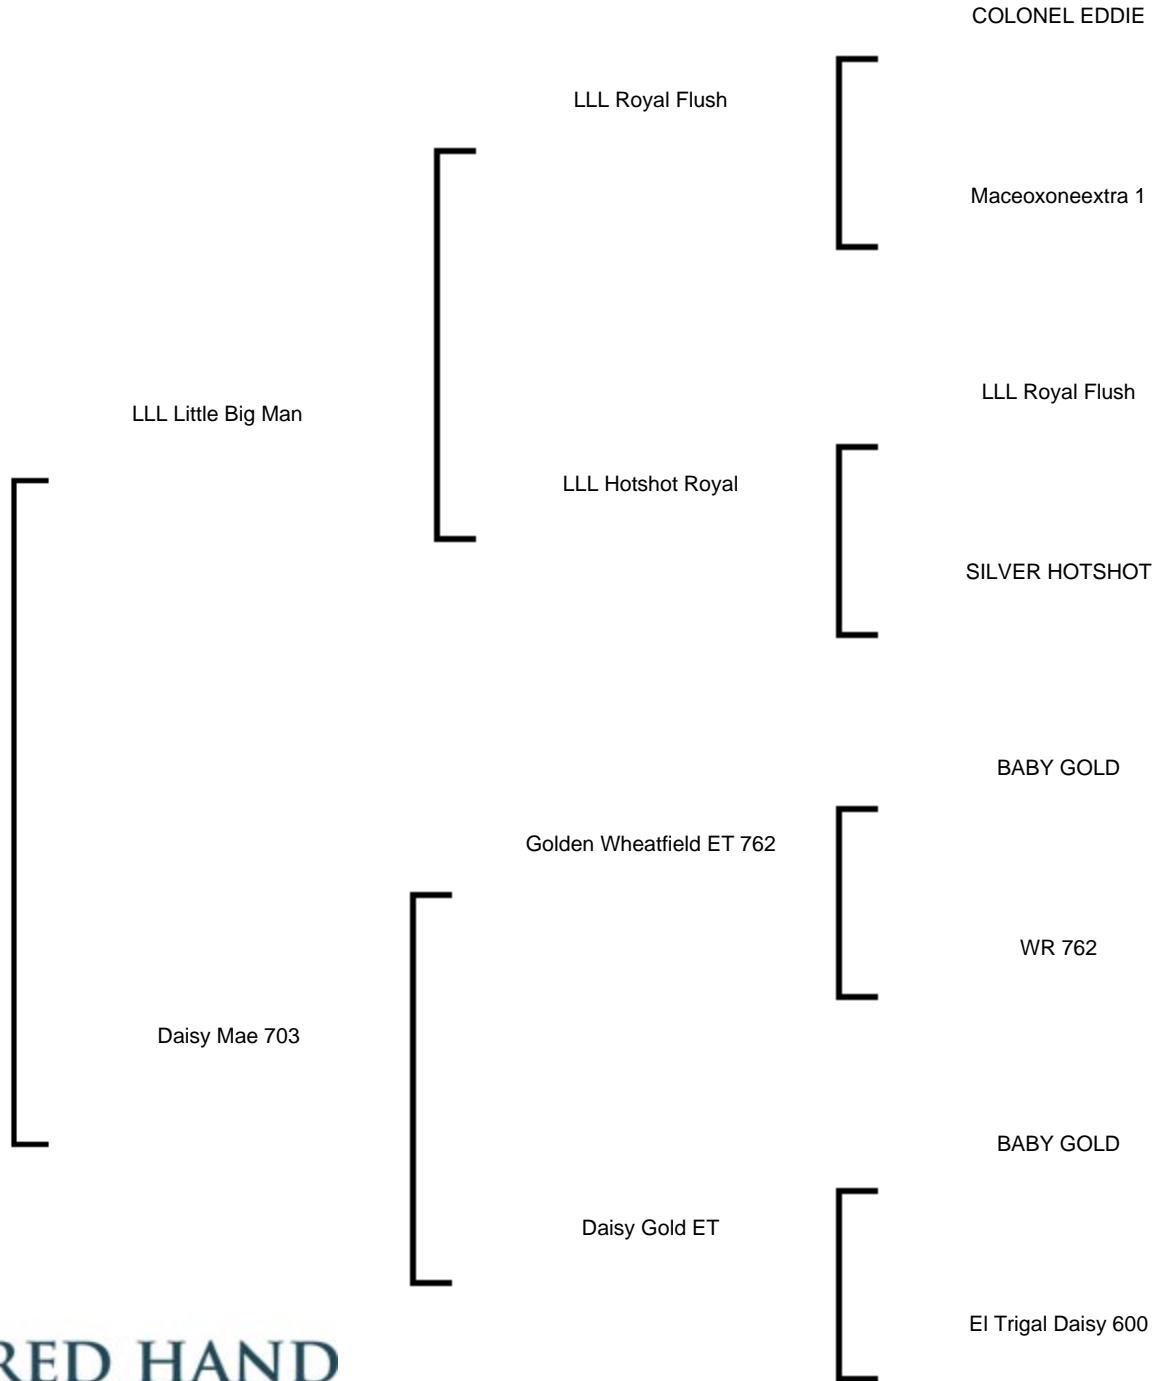 COLONEL EDDIE
LLL Royal Flush
Maceoxoneextra 1
LLL Royal Flush
LLL Little Big Man
LLL Hotshot Royal
SILVER HOTSHOT
BABY GOLD
Golden Wheatfield ET 762
WR 762
Daisy Mae 703
BABY GOLD
Daisy Gold ET
El Trigal Daisy 600
RED HAND